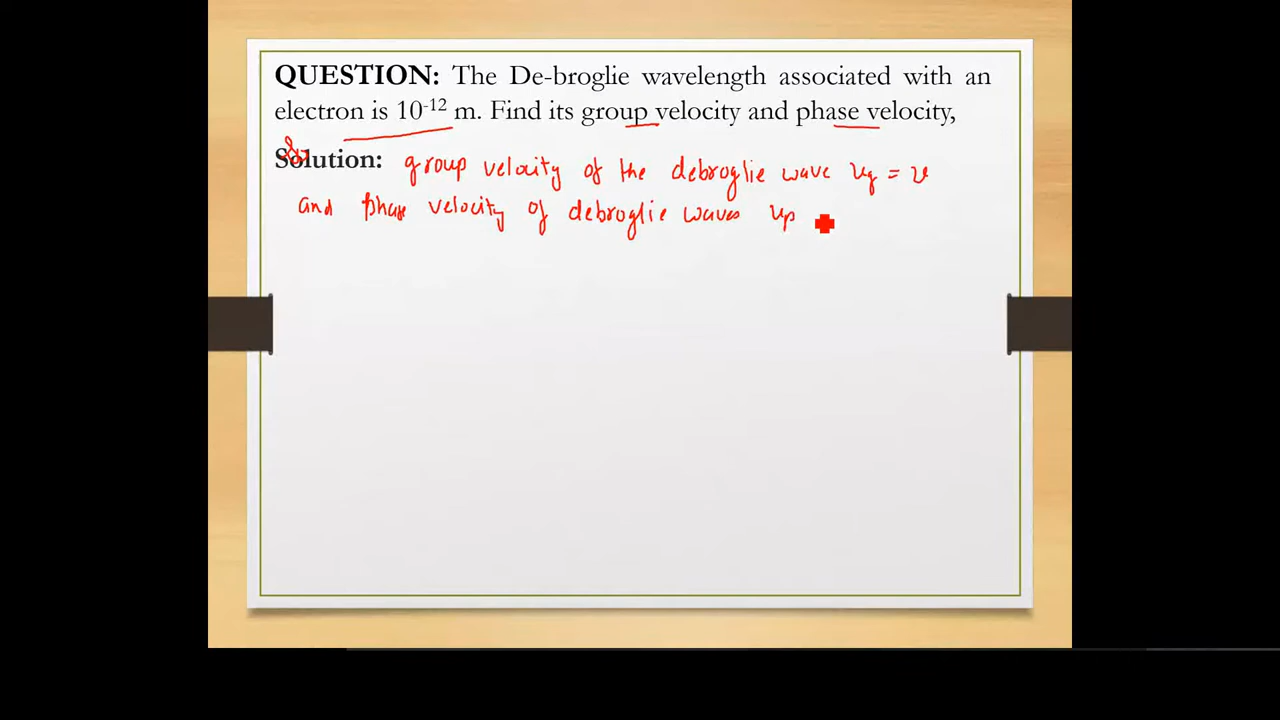 QUESTION: The De-broglie wavelength associated with an
electron is 10⁻¹² m. Find its group velocity and phase velocity,
Solution: group velocity of the debroglie wave vg = v
and phase velocity of debroglie waves vp